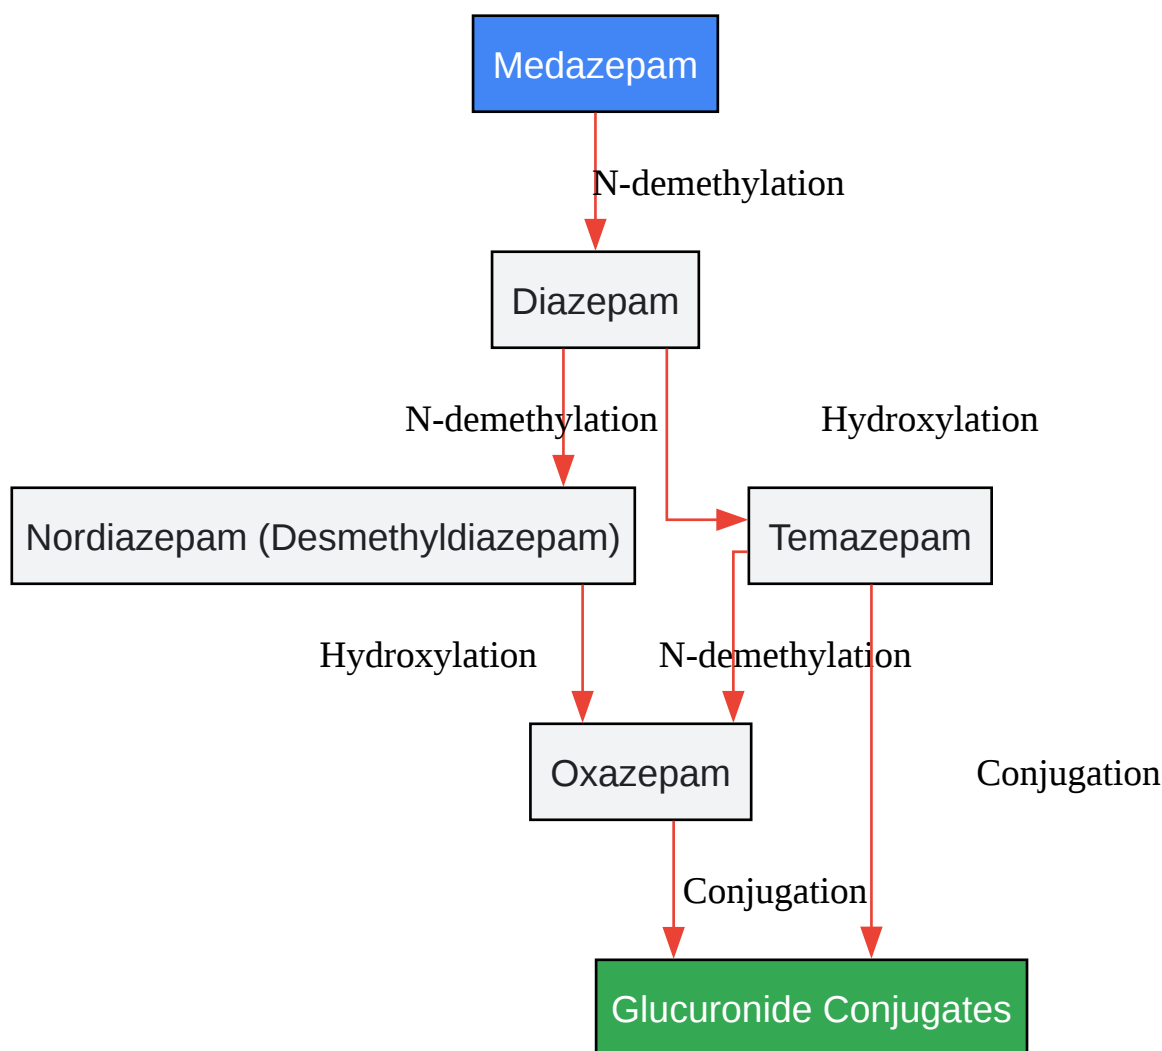 Medazepam
N-demethylation
Diazepam
N-demethylation
Hydroxylation
Nordiazepam (Desmethyldiazepam)
Temazepam
Hydroxylation
N-demethylation
Oxazepam
Conjugation
Conjugation
Glucuronide Conjugates